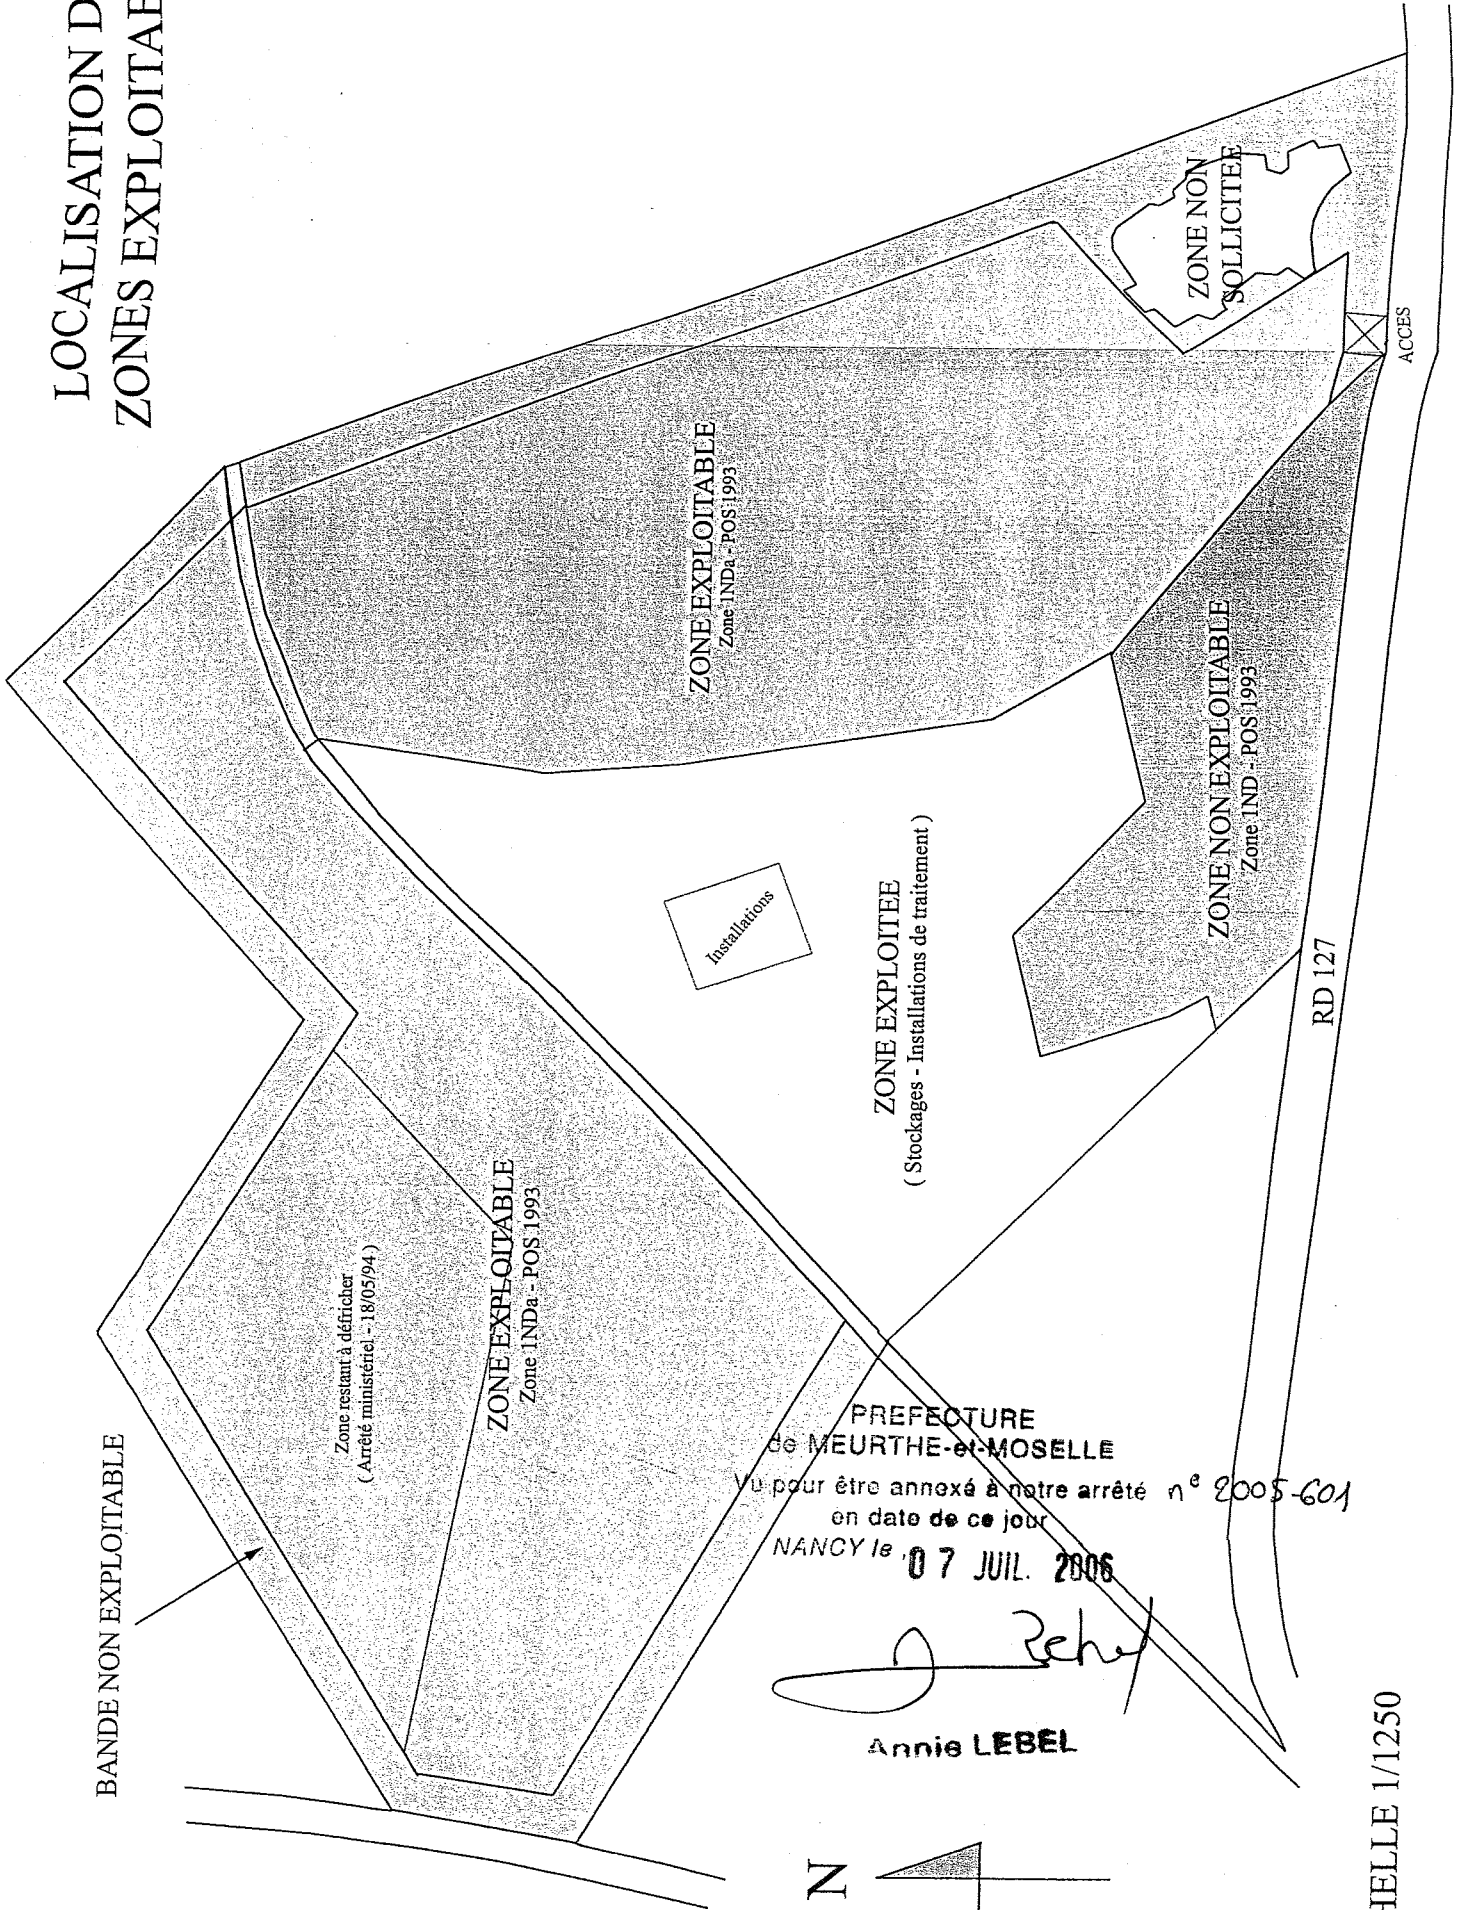 LOCALISATION D
ZONES EXPLOITAB
BANDE NON EXPLOITABLE
Zone restant à défricher
( Arrêté ministériel - 18/05/94 )
ZONE EXPLOITABLE
Zone 1NDa - POS 1993
ZONE EXPLOITABLE
Zone 1NDa - POS 1993
Installations
ZONE EXPLOITEE
( Stockages - Installations de traitement )
ZONE NON
SOLLICITEE
ACCES
ZONE NON EXPLOITABLE
Zone 1ND - POS 1993
RD 127
N
HELLE 1/1250
PREFECTURE
de MEURTHE-et-MOSELLE
Vu pour être annexé à notre arrêté n° 2005-601
en date de ce jour
NANCY le 07 JUIL. 2006
Annie LEBEL